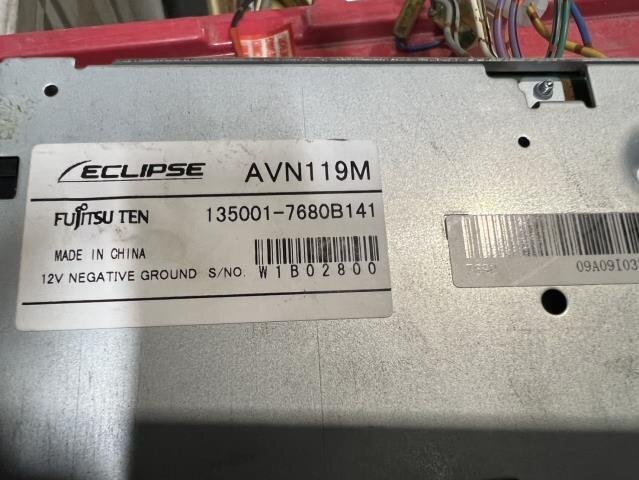 ECLIPSE AVN119M
FUJITSU TEN 135001-7680B141
MADE IN CHINA
12V NEGATIVE GROUND S/NO. W1B02800
09A09I03